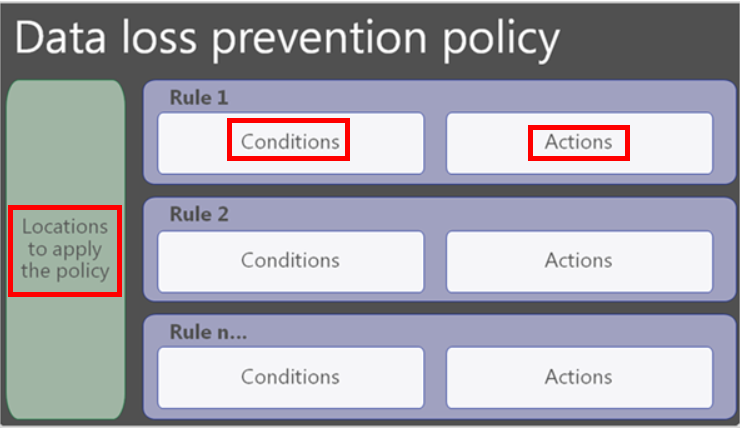 Data loss prevention policy
Locations
to apply
the policy
Rule 1
Conditions
Actions
Rule 2
Conditions
Actions
Rule n...
Conditions
Actions